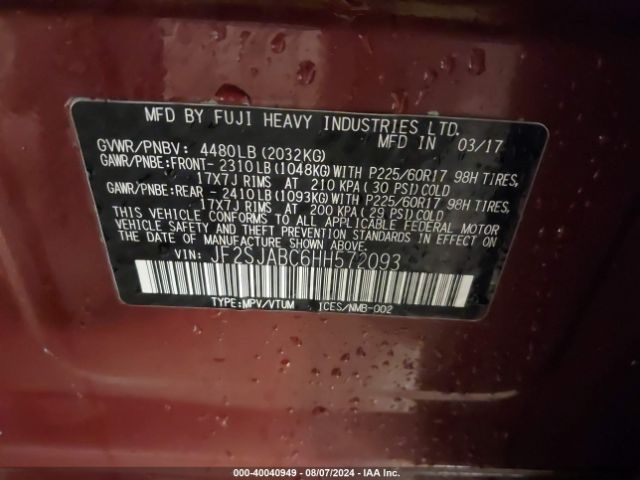 MFD BY FUJI HEAVY INDUSTRIES LTD.
MFD IN 03/17
GVWR/PNBV: 4480LB(2032KG)
GAWR/PNBE:FRONT- 2310LB(1048KG)WITH P225/60R17 98H TIRES,
17X7J RIMS AT 210 KPA(30 PSI)COLD
GAWR/PNBE:REAR - 2410LB(1093KG)WITH P225/60R17 98H TIRES,
17X7J RIMS AT 200 KPA(29 PSI)COLD
THIS VEHICLE CONFORMS TO ALL APPLICABLE FEDERAL MOTOR
VEHICLE SAFETY AND BUMPER STANDARDS IN EFFECT ON
THE DATE OF MANUFACTURE SHOWN ABOVE.
VIN: JF2SJABC6HH572093
TYPE:MPV/VTUM ICES/NMB-002
000-40040949 - 08/07/2024 - IAA Inc.